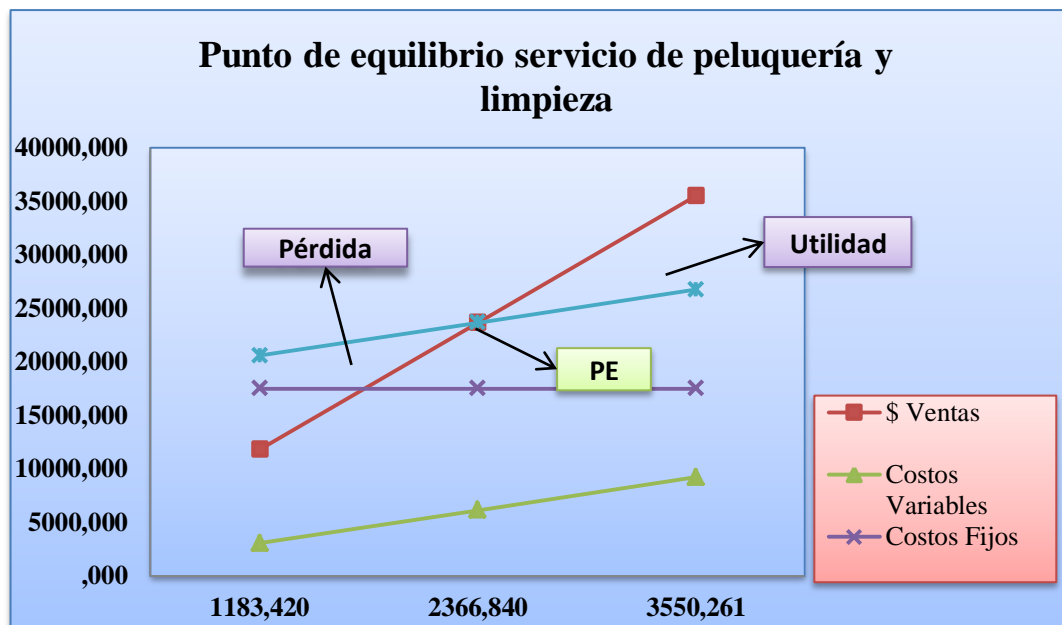 Punto de equilibrio servicio de peluquería y
limpieza
40000,000
35000,000
30000,000
25000,000
20000,000
15000,000
10000,000
5000,000
,000
Pérdida
Utilidad
PE
$ Ventas
Costos
Variables
Costos Fijos
1183,420
2366,840
3550,261